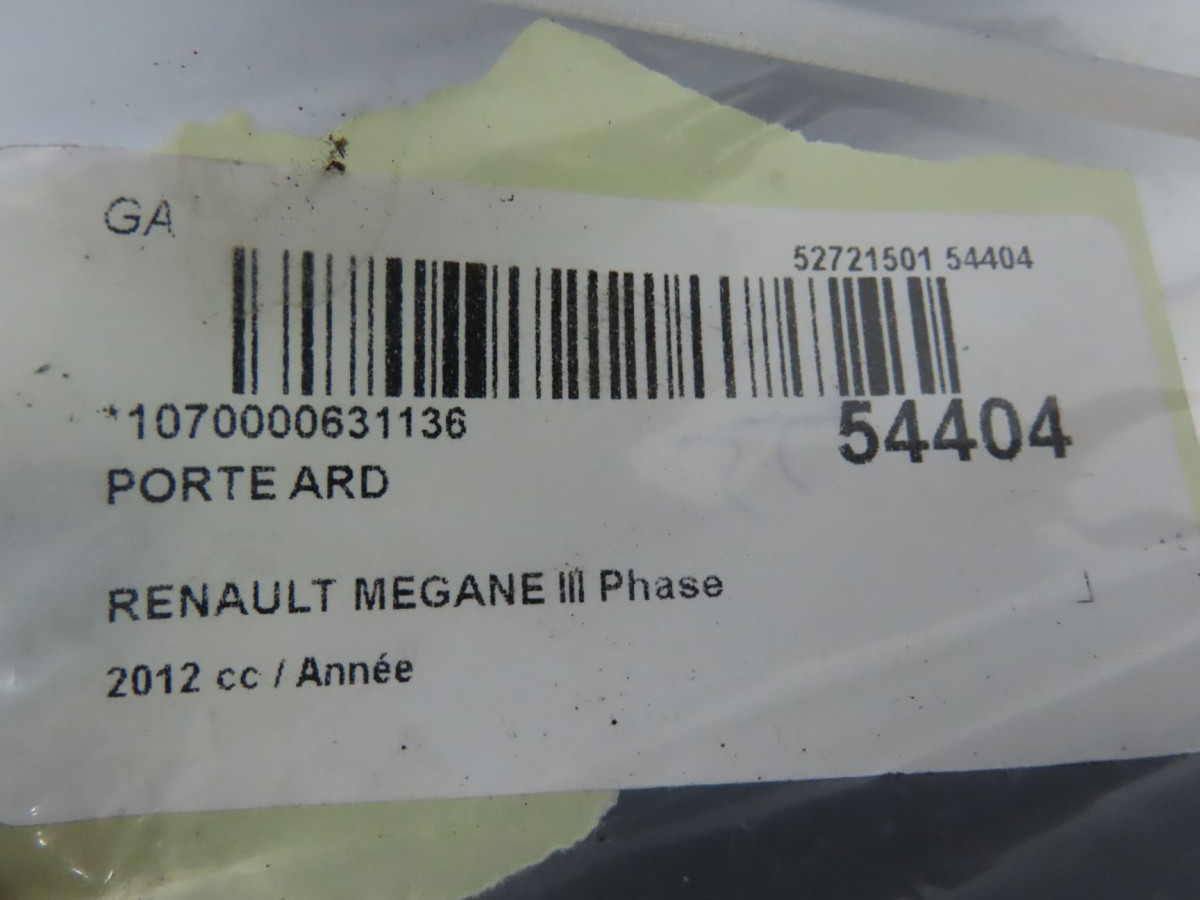 GA
52721501 54404
*1070000631136
54404
PORTE ARD
RENAULT MEGANE III Phase
2012 cc / Année